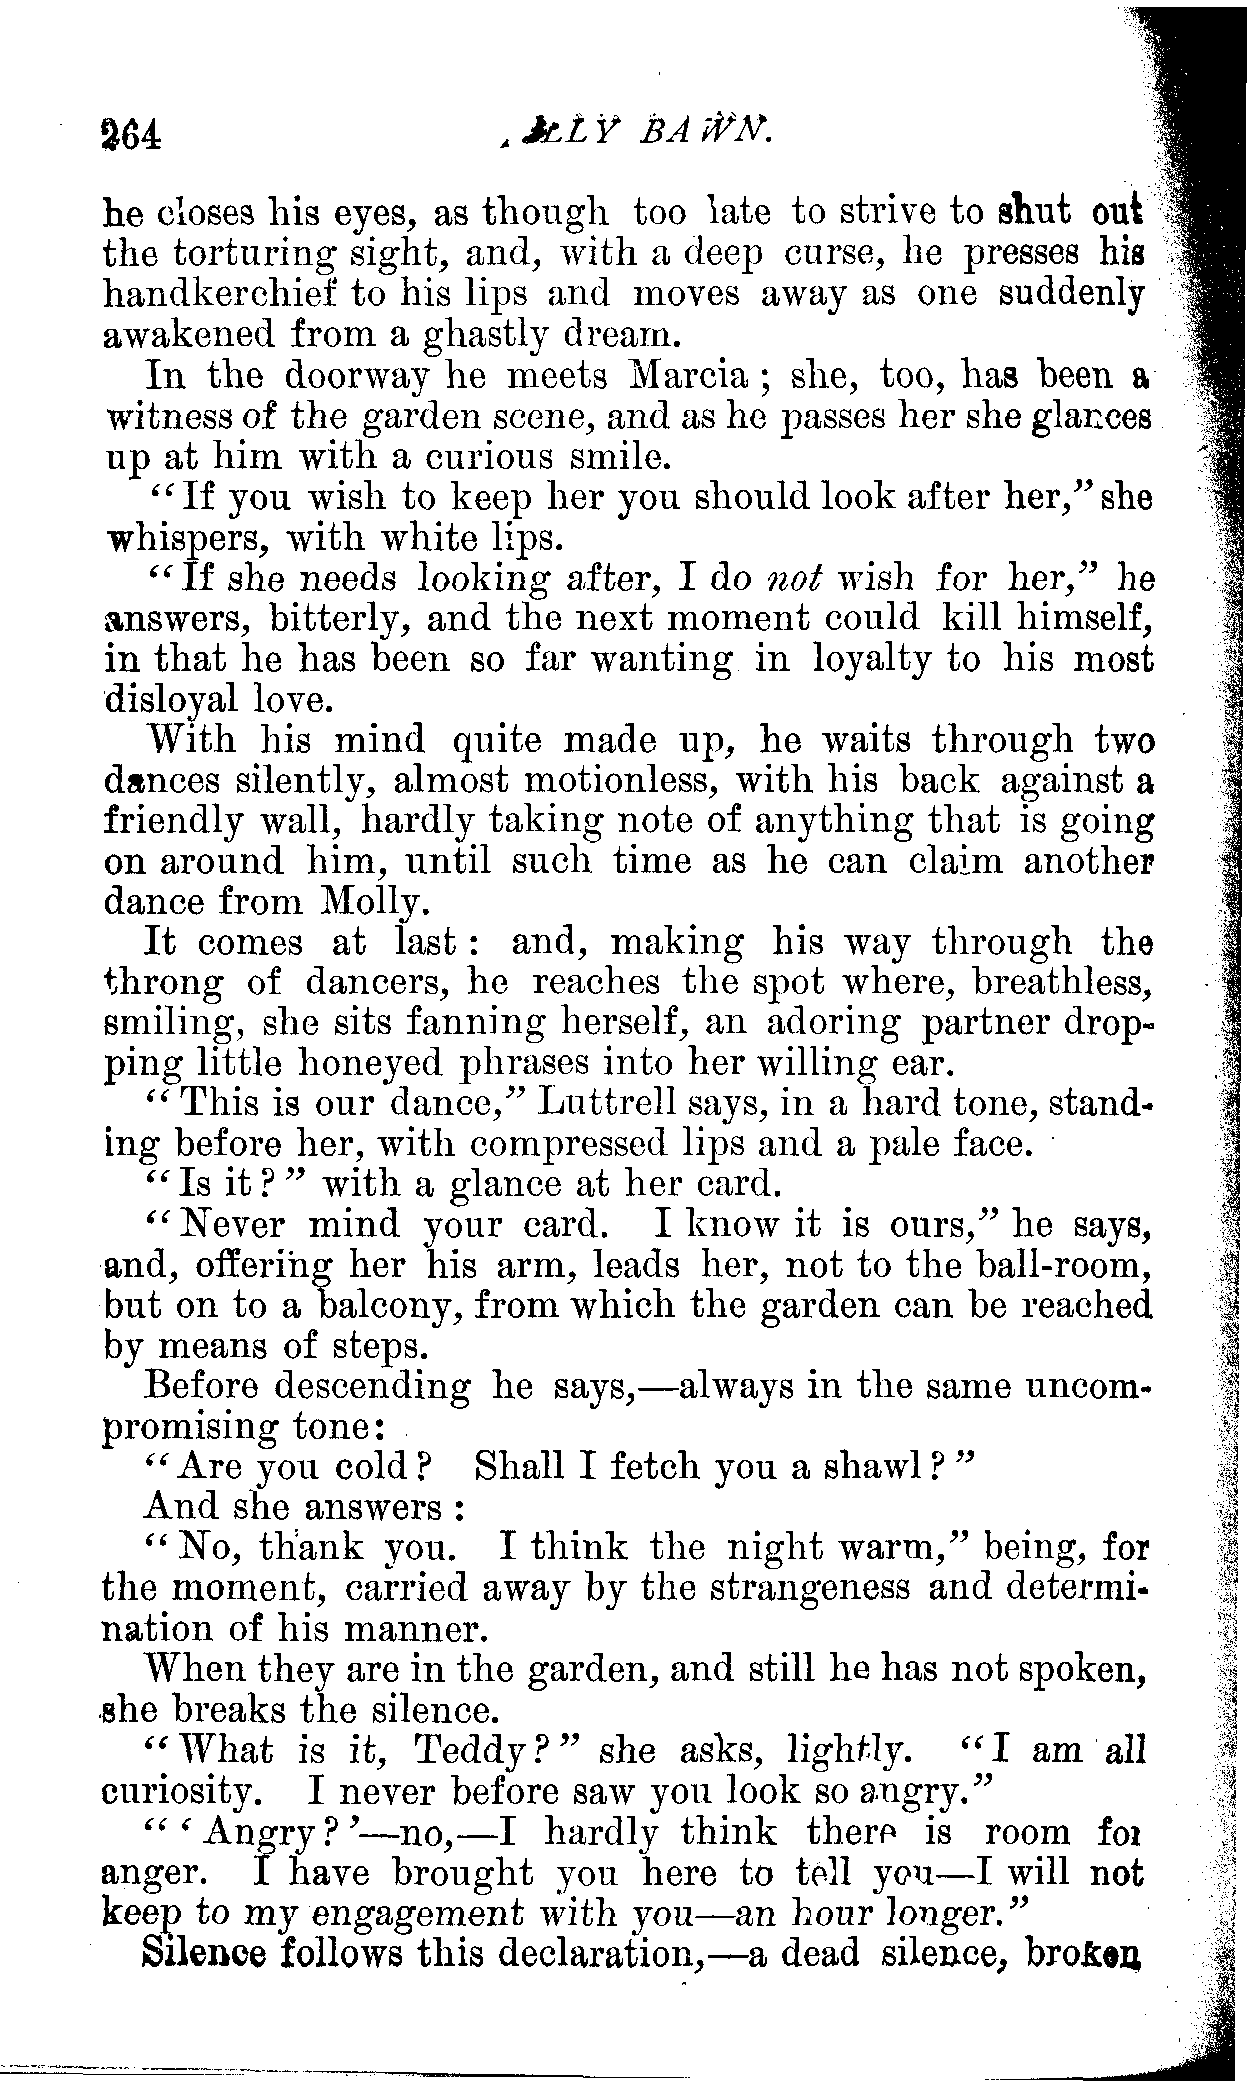 264 LLY BAWN.
he closes his eyes, as though too late to strive to shut out
the torturing sight, and, with a deep curse, he presses his
handkerchief to his lips and moves away as one suddenly
awakened from a ghastly dream.
In the doorway he meets Marcia ; she, too, has been a
witness of the garden scene, and as he passes her she glances
up at him with a curious smile.
“If you wish to keep her you should look after her,” she
whispers, with white lips.
“If she needs looking after, I do not wish for her,” he
answers, bitterly, and the next moment could kill himself,
in that he has been so far wanting in loyalty to his most
disloyal love.
With his mind quite made up, he waits through two
dances silently, almost motionless, with his back against a
friendly wall, hardly taking note of anything that is going
on around him, until such time as he can claim another
dance from Molly.
It comes at last : and, making his way through the
throng of dancers, he reaches the spot where, breathless,
smiling, she sits fanning herself, an adoring partner drop-
ping little honeyed phrases into her willing ear.
“This is our dance,” Luttrell says, in a hard tone, stand-
ing before her, with compressed lips and a pale face.
“Is it ? ” with a glance at her card.
“Never mind your card. I know it is ours,” he says,
and, offering her his arm, leads her, not to the ball-room,
but on to a balcony, from which the garden can be reached
by means of steps.
Before descending he says,—always in the same uncom-
promising tone:
“Are you cold ? Shall I fetch you a shawl ? ”
And she answers :
“No, thank you. I think the night warm,” being, for
the moment, carried away by the strangeness and determi-
nation of his manner.
When they are in the garden, and still he has not spoken,
she breaks the silence.
“What is it, Teddy ? ” she asks, lightly. “I am all
curiosity. I never before saw you look so angry.”
“ ‘ Angry ? ’—no,—I hardly think there is room for
anger. I have brought you here to tell you—I will not
keep to my engagement with you—an hour longer.”
Silence follows this declaration,—a dead silence, broken